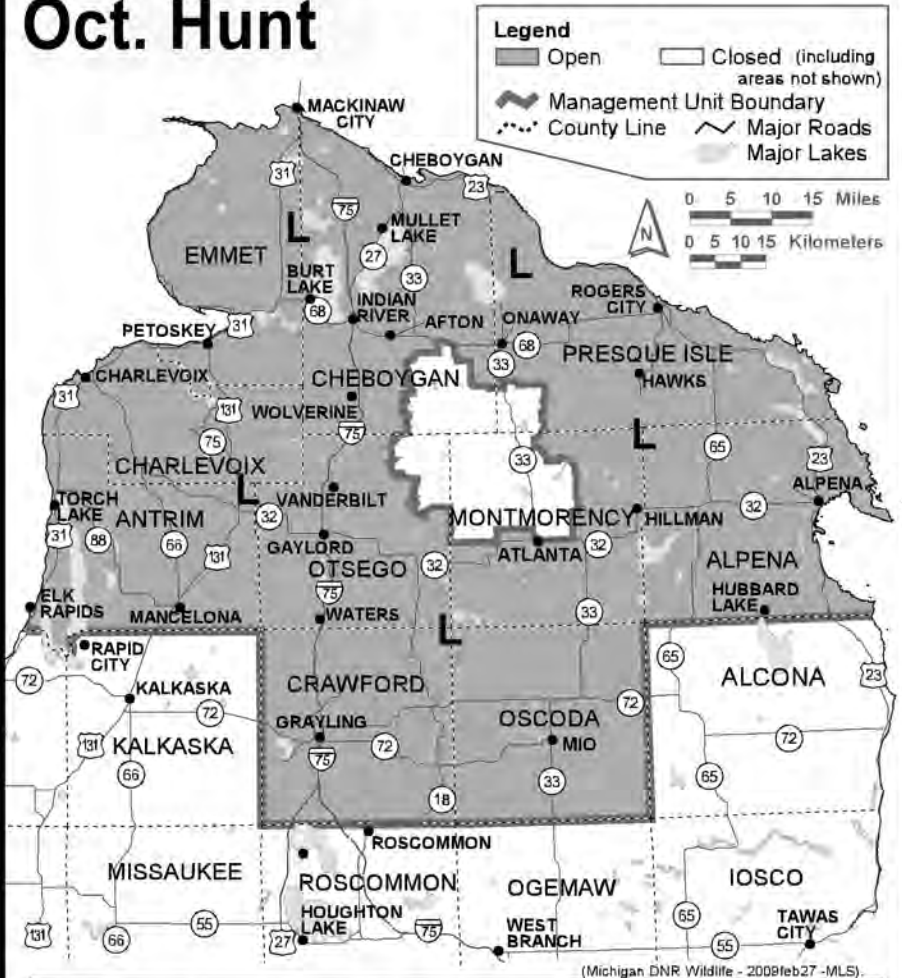 Oct. Hunt
Legend
Open
Closed (including
areas not shown)
Management Unit Boundary
County Line
Major Roads
Major Lakes
0 5 10 15 Miles
0 5 10 15 Kilometers
N
MACKINAW
CITY
CHEBOYGAN
31
23
75
L
MULLET
LAKE
EMMET
27
33
L
BURT
LAKE
68
INDIAN
RIVER
ROGERS
CITY
PETOSKEY
31
AFTON
ONAWAY
68
33
PRESQUE ISLE
CHARLEVOIX
CHEBOYGAN
HAWKS
31
131
WOLVERINE
75
75
L
65
33
23
CHARLEVOIX
L
VANDERBILT
ALPENA
TORCH
LAKE
ANTRIM
32
MONTMORENCY
HILLMAN
32
31
88
66
131
GAYLORD
ATLANTA
32
OTSEGO
32
ALPENA
75
ELK
RAPIDS
MANCELONA
WATERS
33
HUBBARD
LAKE
L
RAPID
CITY
65
72
KALKASKA
CRAWFORD
ALCONA
23
72
GRAYLING
OSCODA
72
131
KALKASKA
72
MIO
72
75
66
33
65
18
ROSCOMMON
MISSAUKEE
ROSCOMMON
OGEMAW
IOSCO
HOUGHTON
LAKE
65
131
66
55
27
75
WEST
BRANCH
55
TAWAS
CITY
(Michigan DNR Wildlife - 2009feb27 -MLS).